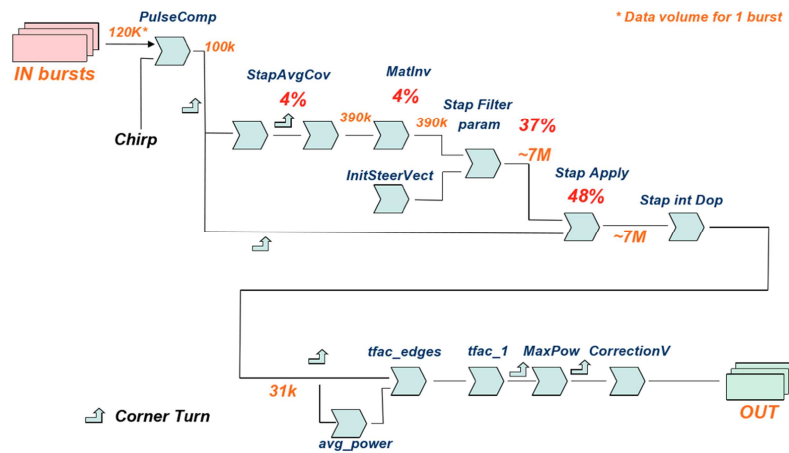 PulseComp
* Data volume for 1 burst
120K*
100k
IN bursts
StapAvgCov
MatInv
4%
4%
Stap Filter
param
37%
390k
390k
Chirp
~7M
InitSteerVect
Stap Apply
48%
Stap int Dop
~7M
tfac_edges
tfac_1
MaxPow
CorrectionV
31k
OUT
Corner Turn
avg_power